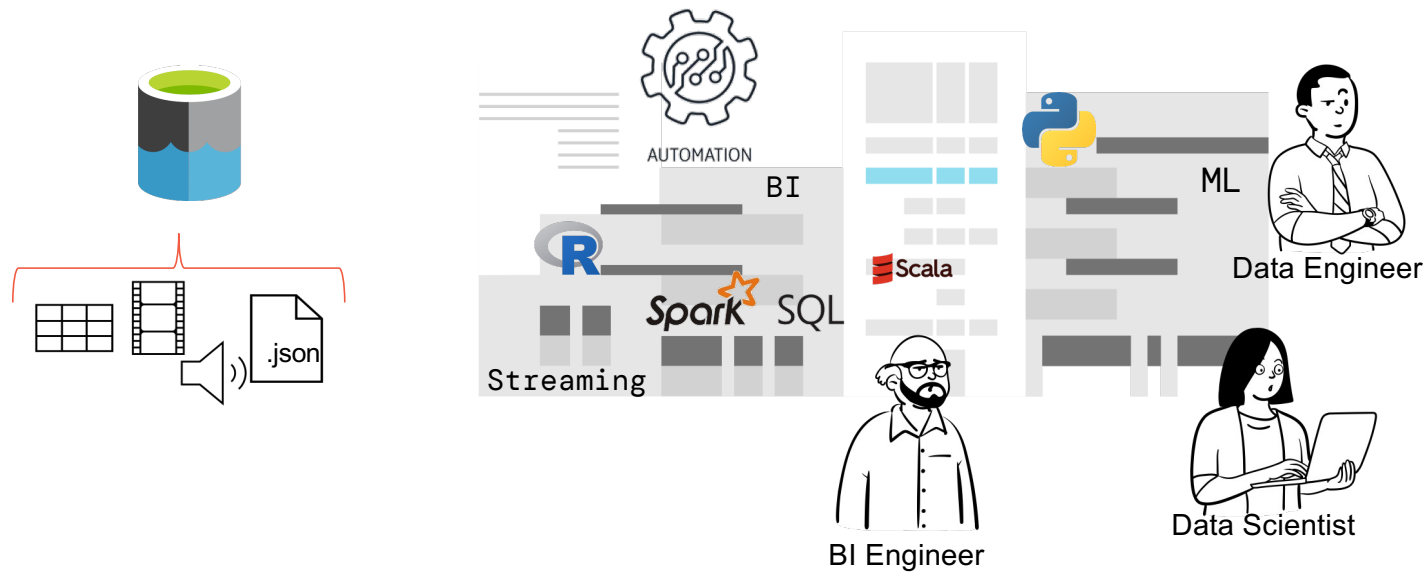 AUTOMATION
BI
ML
R
Scala
Data Engineer
Spark SQL
.json
Streaming
Data Scientist
BI Engineer